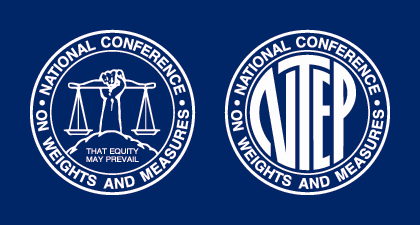 • NATIONAL CONFERENCE •
ON WEIGHTS AND MEASURES
THAT EQUITY
MAY PREVAIL
• NATIONAL CONFERENCE •
ON WEIGHTS AND MEASURES
NTEP